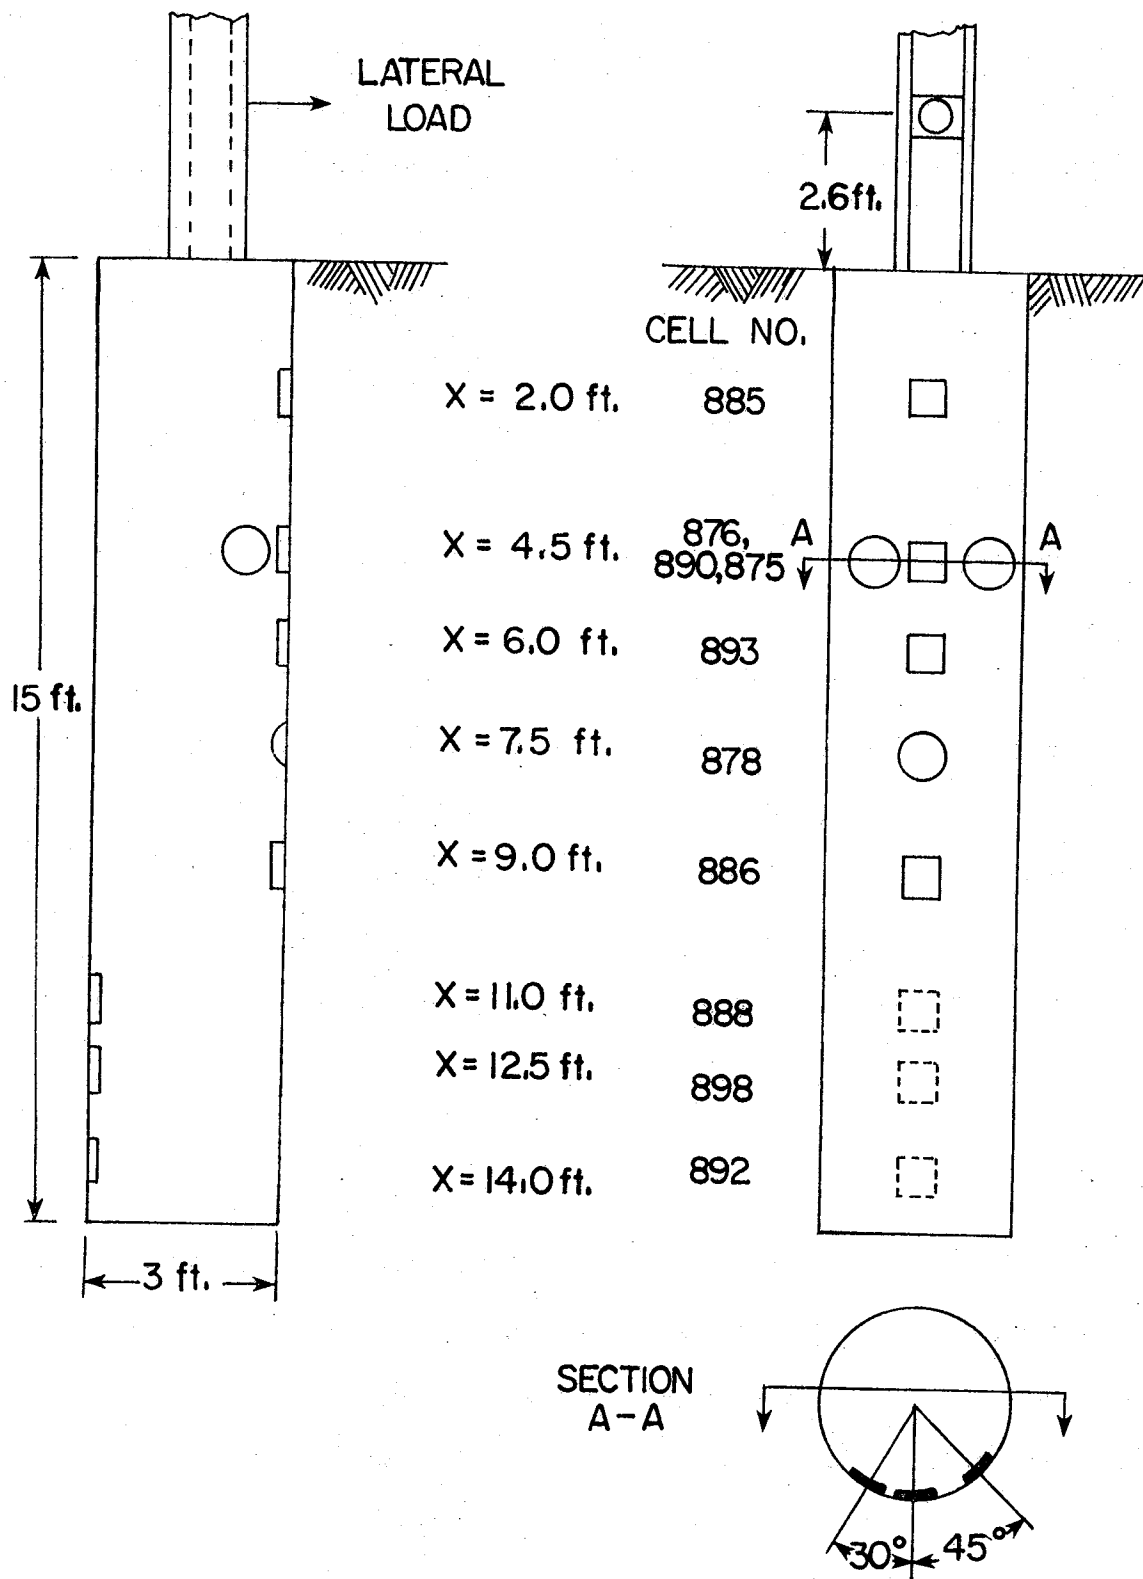 LATERAL
LOAD
2.6 ft.
CELL NO.
X = 2.0 ft. 885
X = 4.5 ft. 876,
890,875
A A
X = 6.0 ft. 893
15 ft.
X = 7.5 ft. 878
X = 9.0 ft. 886
X = 11.0 ft. 888
X = 12.5 ft. 898
X = 14.0 ft. 892
3 ft.
SECTION
A-A
30° 45°